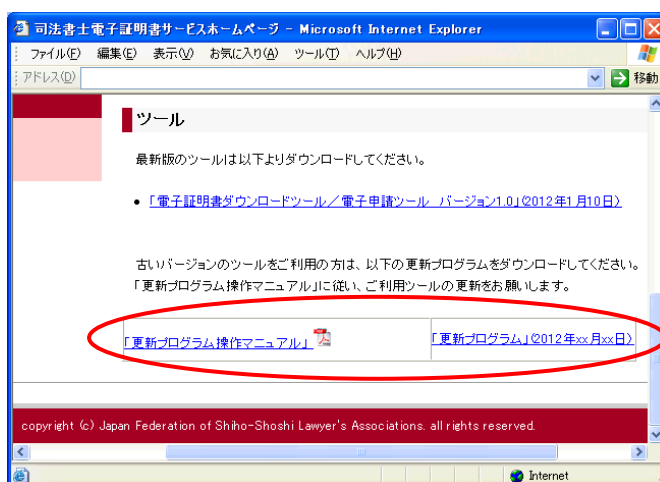 司法書士電子証明書サービスホームページ - Microsoft Internet Explorer
ファイル(F) 編集(E) 表示(V) お気に入り(A) ツール(T) ヘルプ(H)
アドレス(D) 移動
ツール
最新版のツールは以下よりダウンロードしてください。
• 「電子証明書ダウンロードツール／電子申請ツール バージョン1.0」(2012年1月10日)
古いバージョンのツールをご利用の方は、以下の更新プログラムをダウンロードしてください。
「更新プログラム操作マニュアル」に従い、ご利用ツールの更新をお願いします。
「更新プログラム操作マニュアル」 「更新プログラム」(2012年xx月xx日)
copyright (c) Japan Federation of Shiho-Shoshi Lawyer's Associations. all rights reserved.
インターネット